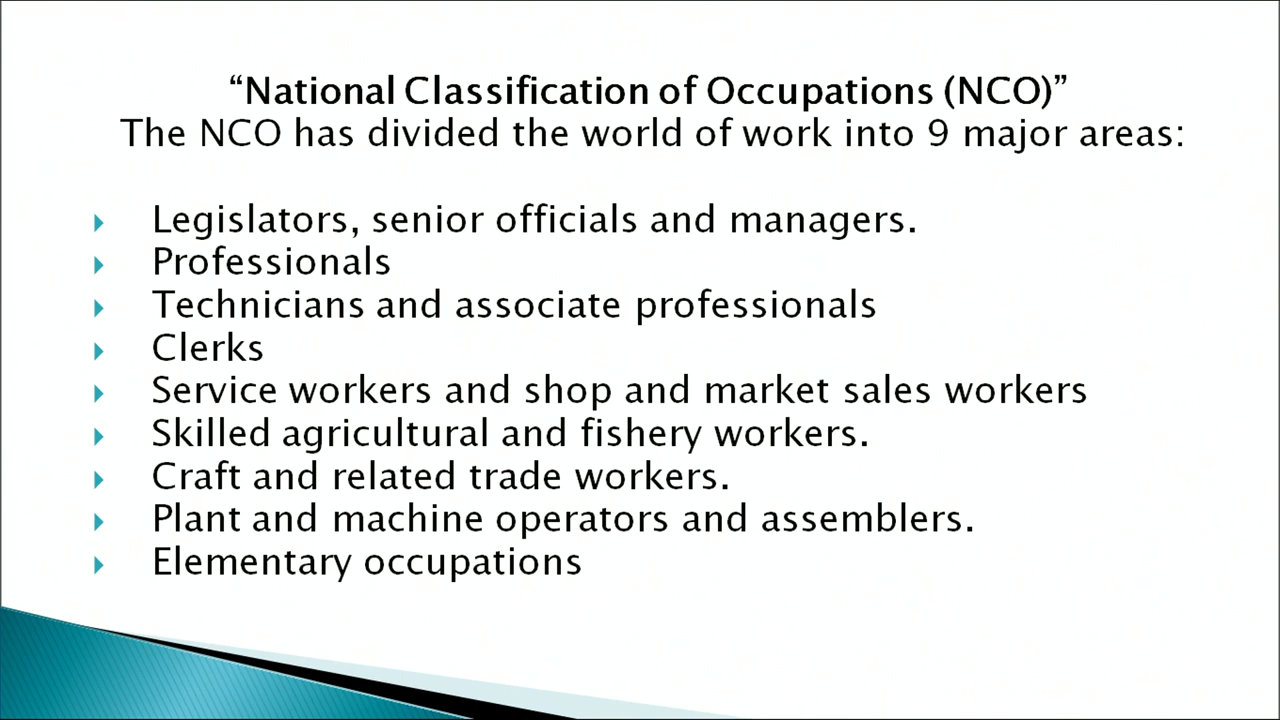 “National Classification of Occupations (NCO)”
The NCO has divided the world of work into 9 major areas:
Legislators, senior officials and managers.
Professionals
Technicians and associate professionals
Clerks
Service workers and shop and market sales workers
Skilled agricultural and fishery workers.
Craft and related trade workers.
Plant and machine operators and assemblers.
Elementary occupations